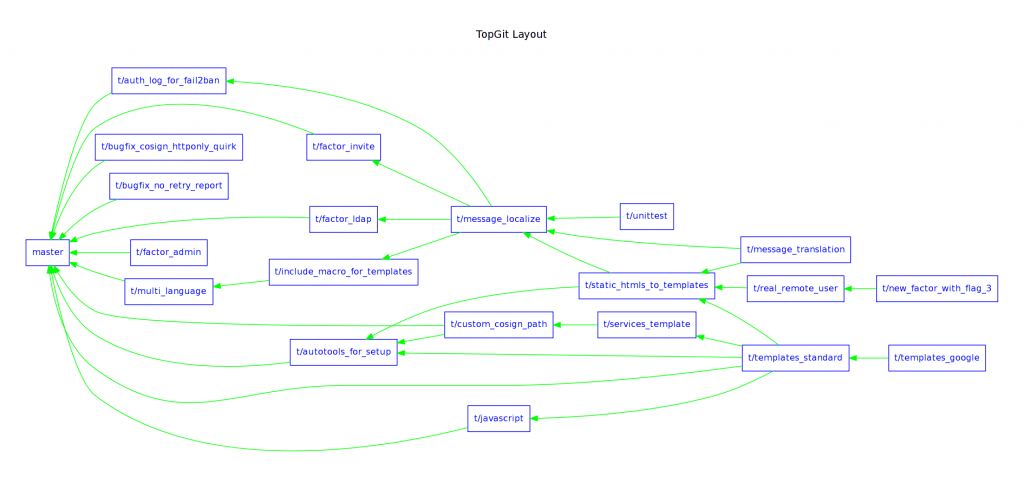 TopGit Layout
t/auth_log_for_fail2ban
t/bugfix_cosign_httponly_quirk
t/factor_invite
t/bugfix_no_retry_report
t/factor_ldap
t/message_localize
t/unittest
master
t/factor_admin
t/message_translation
t/include_macro_for_templates
t/multi_language
t/static_htmls_to_templates
t/real_remote_user
t/new_factor_with_flag_3
t/custom_cosign_path
t/services_template
t/autotools_for_setup
t/templates_standard
t/templates_google
t/javascript